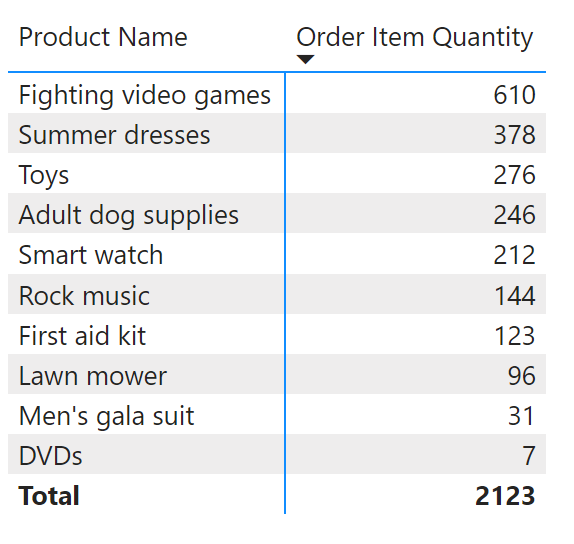 Product Name Order Item Quantity
Fighting video games 610
Summer dresses 378
Toys 276
Adult dog supplies 246
Smart watch 212
Rock music 144
First aid kit 123
Lawn mower 96
Men's gala suit 31
DVDs 7
Total 2123